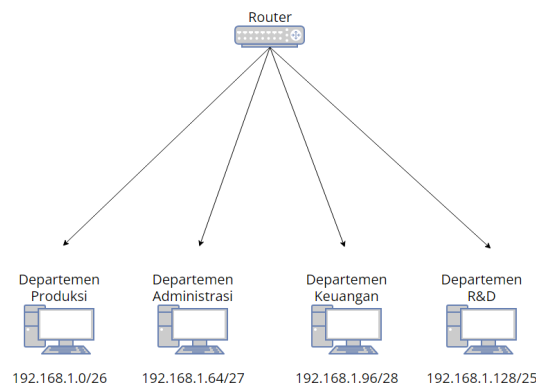 Router
Departemen
Produksi
Departemen
Administrasi
Departemen
Keuangan
Departemen
R&D
192.168.1.0/26
192.168.1.64/27
192.168.1.96/28
192.168.1.128/25